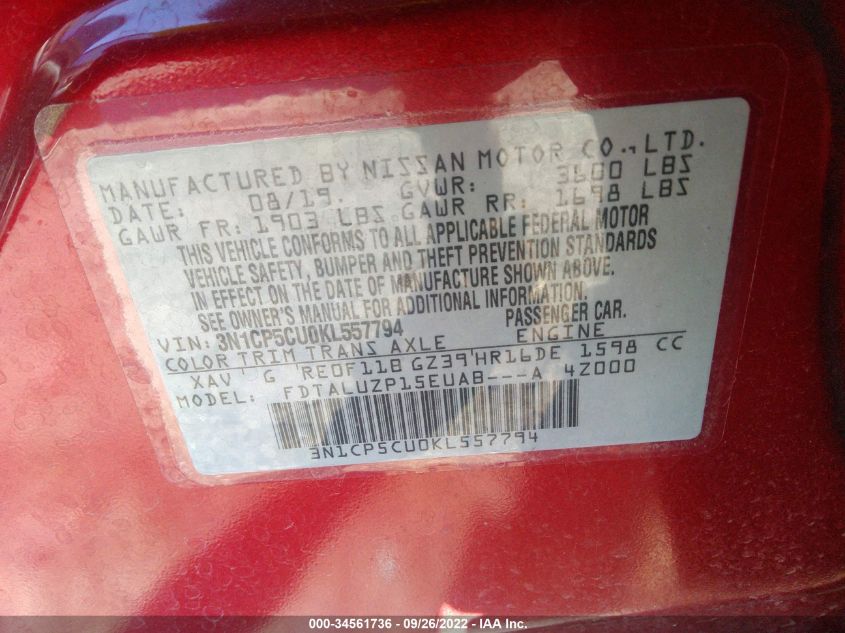 MANUFACTURED BY NISSAN MOTOR CO., LTD.
DATE: 08/19. GVWR: 3600 LBS
GAWR FR: 1903 LBS GAWR RR: 1698 LBS
THIS VEHICLE CONFORMS TO ALL APPLICABLE FEDERAL MOTOR
VEHICLE SAFETY, BUMPER AND THEFT PREVENTION STANDARDS
IN EFFECT ON THE DATE OF MANUFACTURE SHOWN ABOVE.
SEE OWNER'S MANUAL FOR ADDITIONAL INFORMATION.
VIN: 3N1CP5CU0KL557794 PASSENGER CAR.
COLOR TRIM TRANS AXLE ENGINE
XAV G RE0F11B GZ39 HR16DE 1598 CC
MODEL: FDTALUZP15EUAB---A 4Z000
3N1CP5CU0KL557794
000-34561736 - 09/26/2022 - IAA Inc.